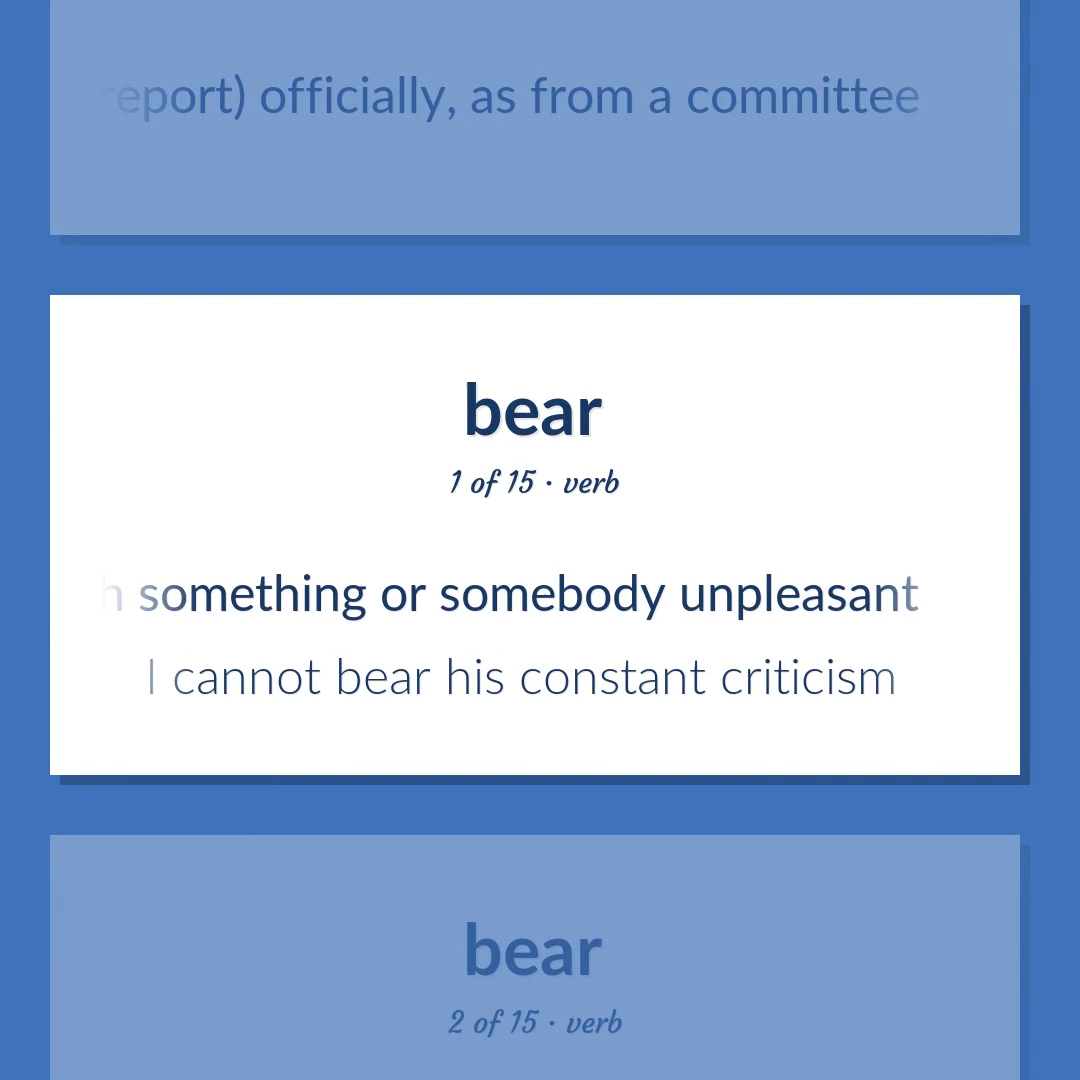 report) officially, as from a committee
bear
1 of 15 · verb
h something or somebody unpleasant
I cannot bear his constant criticism
bear
2 of 15 · verb